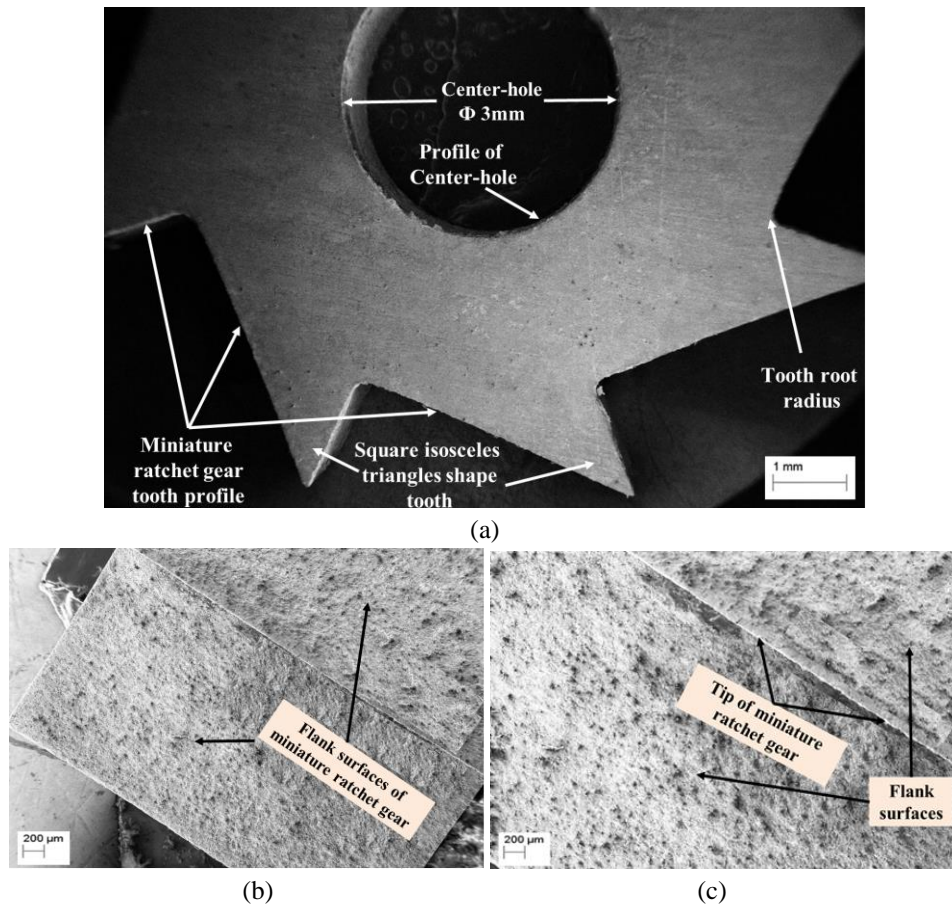 Center-hole
Φ 3mm
Profile of
Center-hole
Tooth root
radius
Miniature
ratchet gear
tooth profile
Square isosceles
triangles shape
tooth
1 mm
(a)
Flank surfaces of
miniature ratchet gear
200 µm
Tip of miniature
ratchet gear
Flank
surfaces
200 µm
(b)
(c)